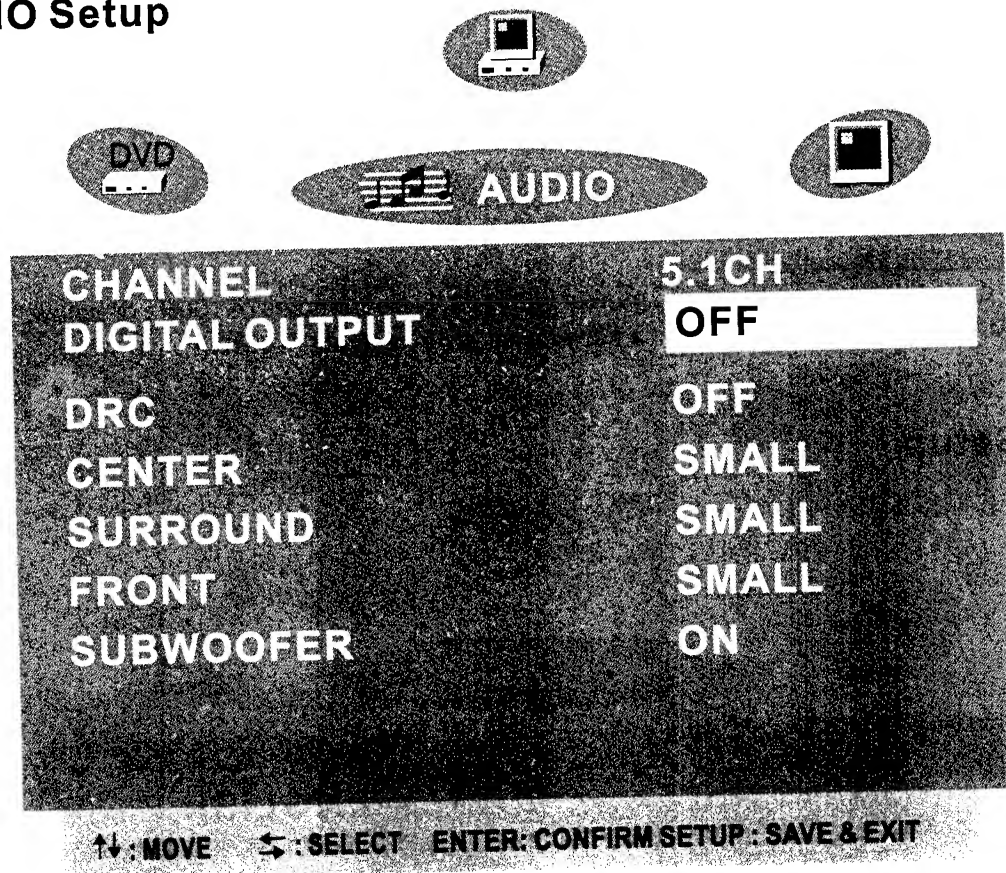 IO Setup
DVD
AUDIO
CHANNEL 5.1CH
DIGITAL OUTPUT OFF
DRC OFF
CENTER SMALL
SURROUND SMALL
FRONT SMALL
SUBWOOFER ON
↑↓ : MOVE ⇆ : SELECT ENTER: CONFIRM SETUP : SAVE & EXIT